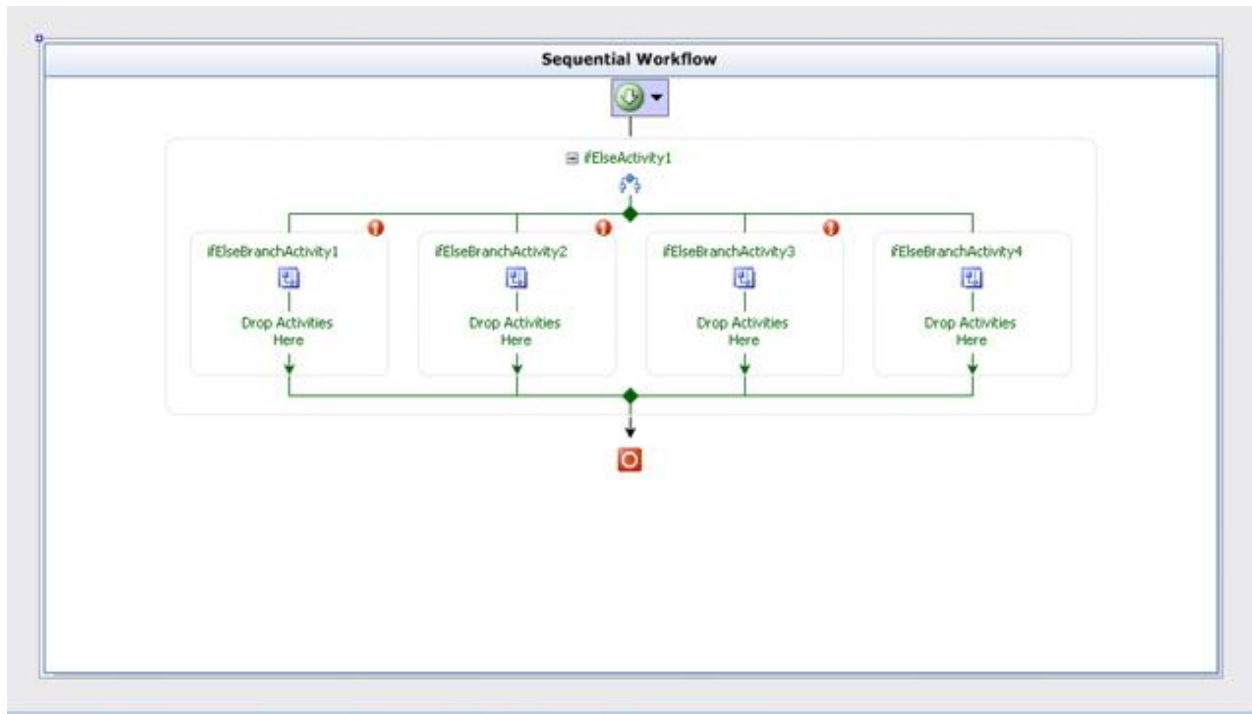 Sequential Workflow
ifElseActivity1
ifElseBranchActivity1
ifElseBranchActivity2
ifElseBranchActivity3
ifElseBranchActivity4
Drop Activities
Here
Drop Activities
Here
Drop Activities
Here
Drop Activities
Here